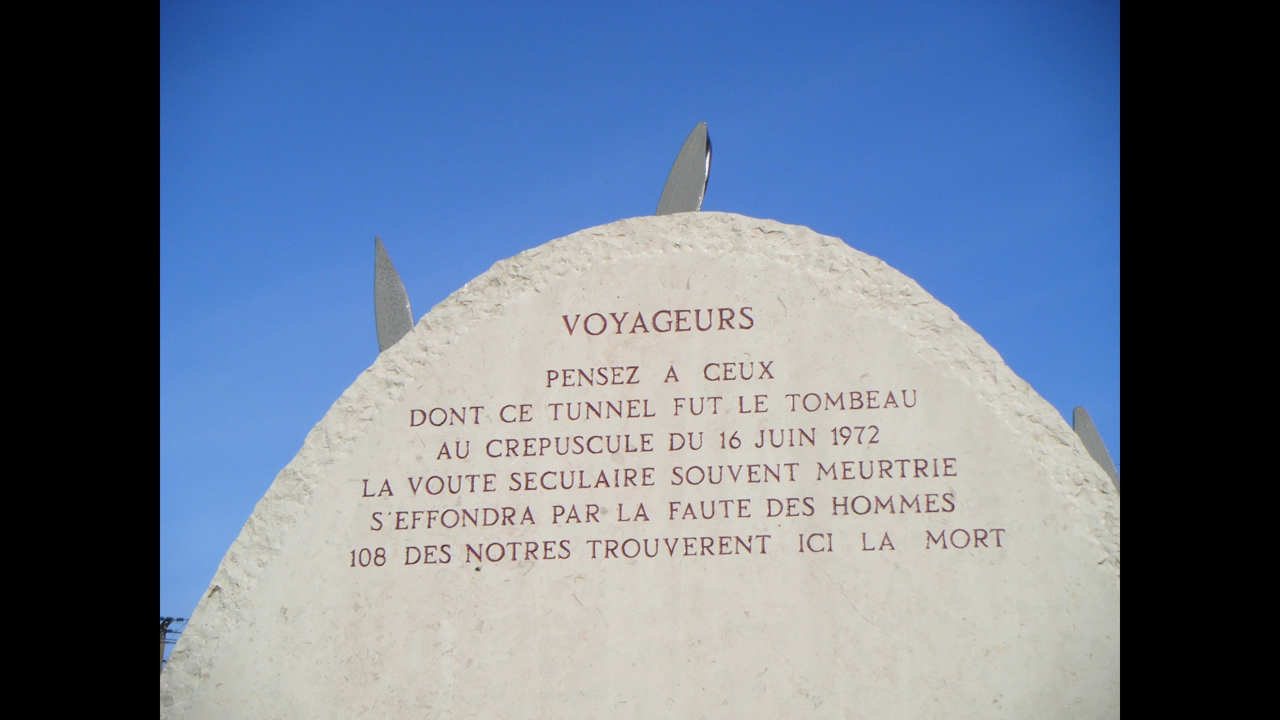 VOYAGEURS
PENSEZ A CEUX
DONT CE TUNNEL FUT LE TOMBEAU
AU CREPUSCULE DU 16 JUIN 1972
LA VOUTE SECULAIRE SOUVENT MEURTRIE
S'EFFONDRA PAR LA FAUTE DES HOMMES
108 DES NOTRES TROUVERENT ICI LA MORT